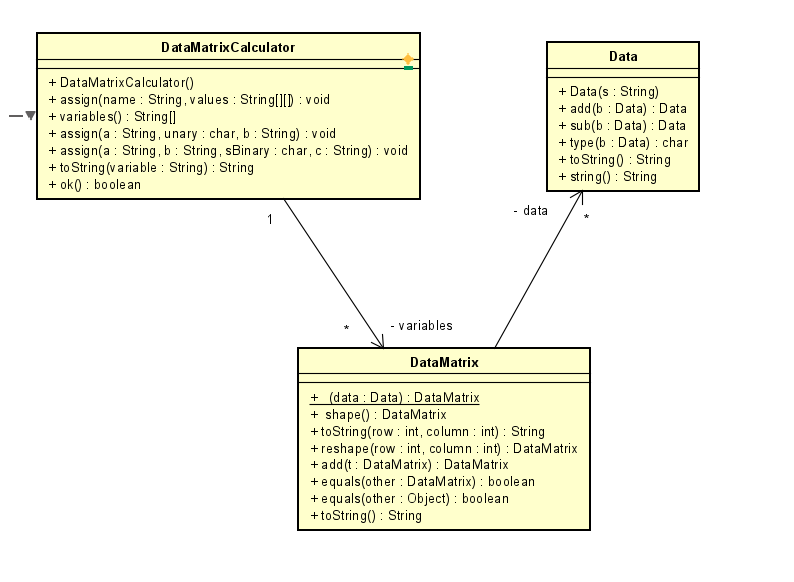 DataMatrixCalculator
+ DataMatrixCalculator()
+ assign(name : String, values : String[][]) : void
+ variables() : String[]
+ assign(a : String, unary : char, b : String) : void
+ assign(a : String, b : String, sBinary : char, c : String) : void
+ toString(variable : String) : String
+ ok() : boolean
Data
+ Data(s : String)
+ add(b : Data) : Data
+ sub(b : Data) : Data
+ type(b : Data) : char
+ toString() : String
+ string() : String
1
- data
*
*
- variables
DataMatrix
+ (data : Data) : DataMatrix
+ shape() : DataMatrix
+ toString(row : int, column : int) : String
+ reshape(row : int, column : int) : DataMatrix
+ add(t : DataMatrix) : DataMatrix
+ equals(other : DataMatrix) : boolean
+ equals(other : Object) : boolean
+ toString() : String